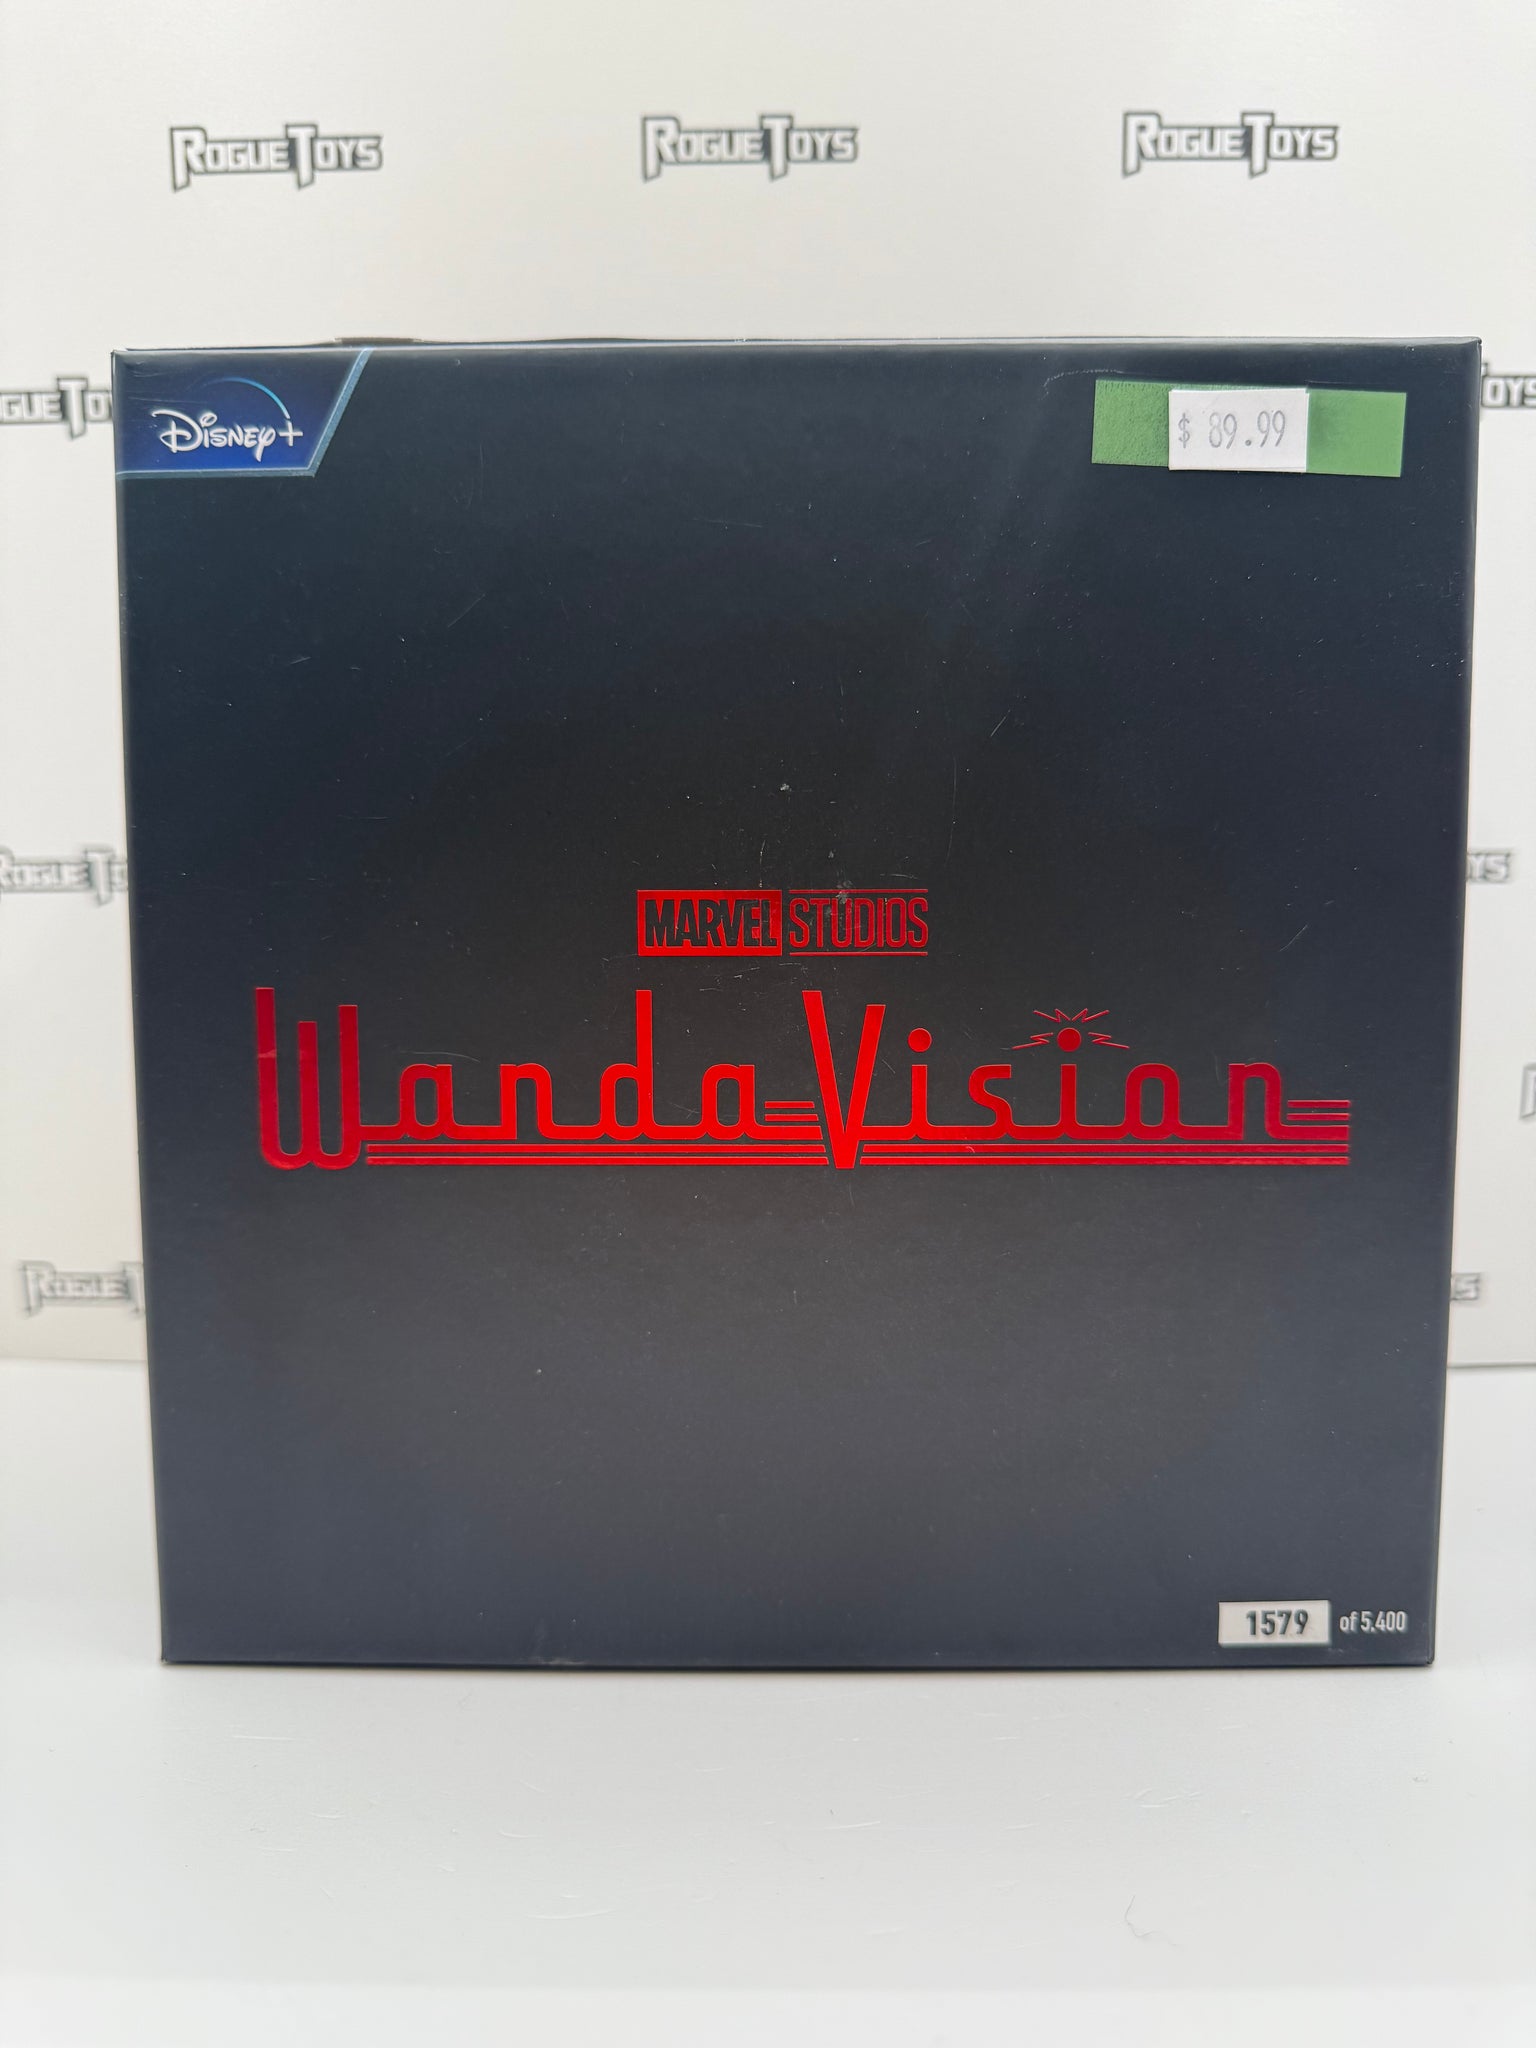 ROGUE TOYS
ROGUE TOYS
ROGUE TOYS
Disney+
$ 89.99
MARVEL STUDIOS
WandaVision
1579 of 5,400